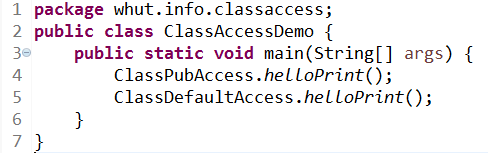 1 package whut.info.classaccess;
2 public class ClassAccessDemo {
3     public static void main(String[] args) {
4         ClassPubAccess.helloPrint();
5         ClassDefaultAccess.helloPrint();
6     }
7 }